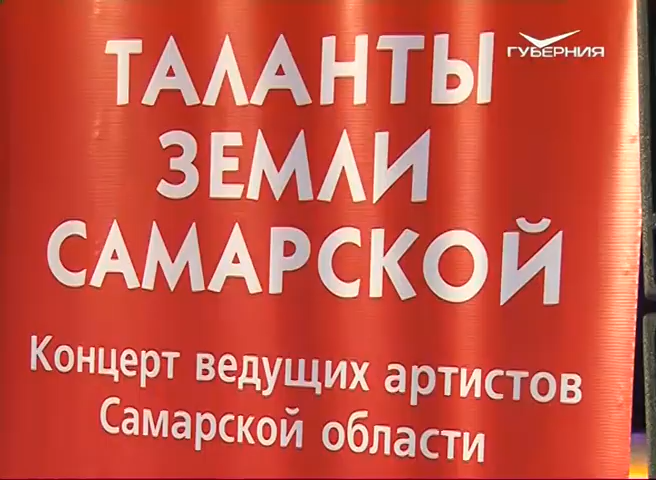 ТАЛАНТЫ
ГУБЕРНИЯ
ЗЕМЛИ
САМАРСКОЙ
Концерт ведущих артистов
Самарской области